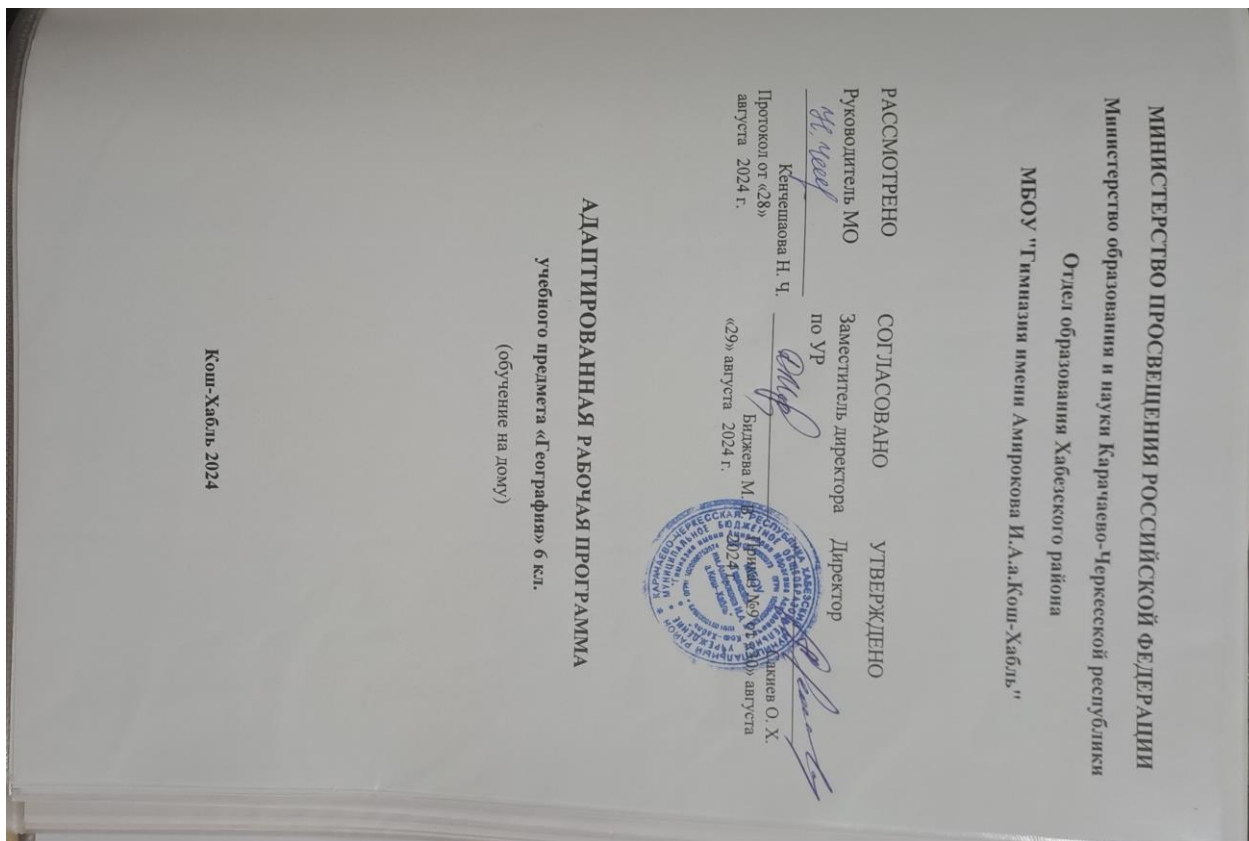 МИНИСТЕРСТВО ПРОСВЕЩЕНИЯ РОССИЙСКОЙ ФЕДЕРАЦИИ
Министерство образования и науки Карачаево-Черкесской республики
Отдел образования Хабезского района
МБОУ "Гимназия имени Амирокова И.А.а.Кош-Хабль"
РАССМОТРЕНО
Руководитель МО
Кенчешаова Н. Ч.
Протокол от «28»
августа 2024 г.
СОГЛАСОВАНО
Заместитель директора
по УР
Биджева М.
«29» августа 2024 г.
УТВЕРЖДЕНО
Директор
О. Х.
августа
2024 г.
АДАПТИРОВАННАЯ РАБОЧАЯ ПРОГРАММА
учебного предмета «География» 6 кл.
(обучение на дому)
Кош-Хабль 2024